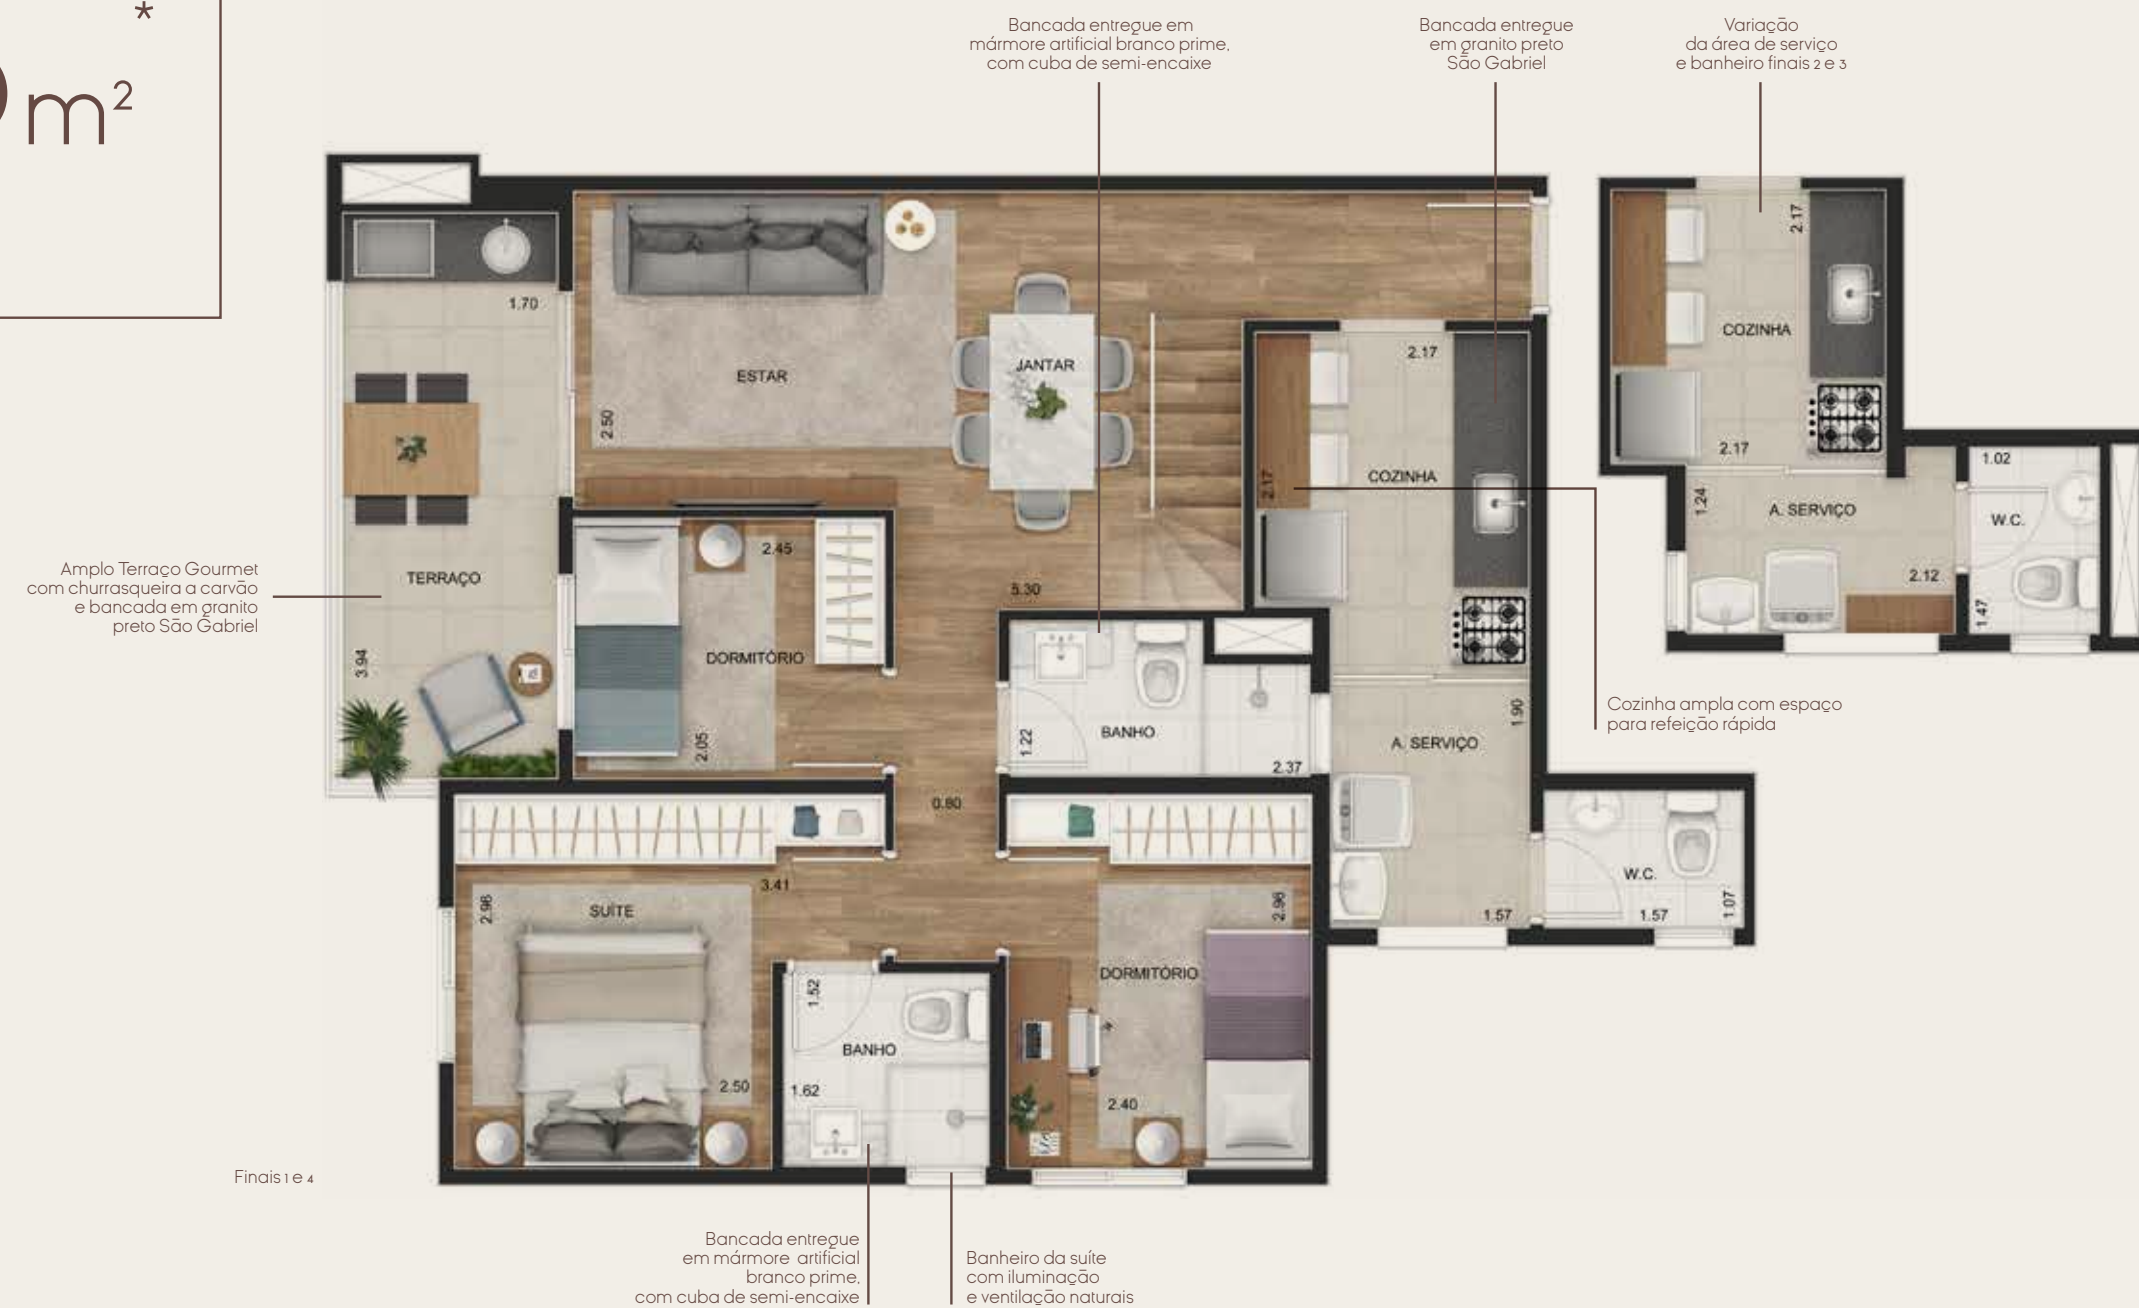 *
m²
Bancada entregue em
mármore artificial branco prime,
com cuba de semi-encaixe
Bancada entregue
em granito preto
São Gabriel
Variação
da área de serviço
e banheiro finais 2 e 3
1.70
ESTAR
2.50
JANTAR
5.30
2.17
COZINHA
2.17
2.17
COZINHA
2.17
1.24
A. SERVIÇO
2.12
1.02
W.C.
1.47
Amplo Terraço Gourmet
com churrasqueira a carvão
e bancada em granito
preto São Gabriel
TERRAÇO
3.94
2.45
DORMITÓRIO
2.05
1.22
BANHO
2.37
1.90
A. SERVIÇO
1.57
Cozinha ampla com espaço
para refeição rápida
0.80
W.C.
1.57
1.07
3.41
2.98
SUÍTE
2.50
1.52
BANHO
1.62
2.98
DORMITÓRIO
2.40
Finais 1 e 4
Bancada entregue
em mármore artificial
branco prime,
com cuba de semi-encaixe
Banheiro da suíte
com iluminação
e ventilação naturais